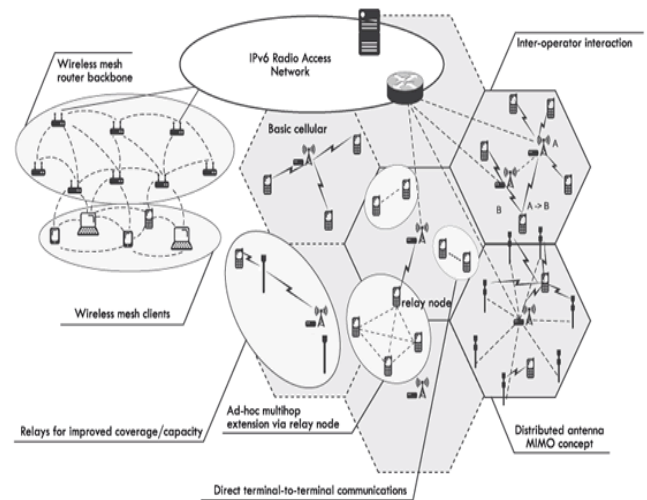 Wireless mesh
router backbone
IPv6 Radio Access
Network
Inter-operator interaction
Basic cellular
A
B
A -> B
relay node
Wireless mesh clients
Relays for improved coverage/capacity
Ad-hoc multihop
extension via relay node
Distributed antenna
MIMO concept
Direct terminal-to-terminal communications